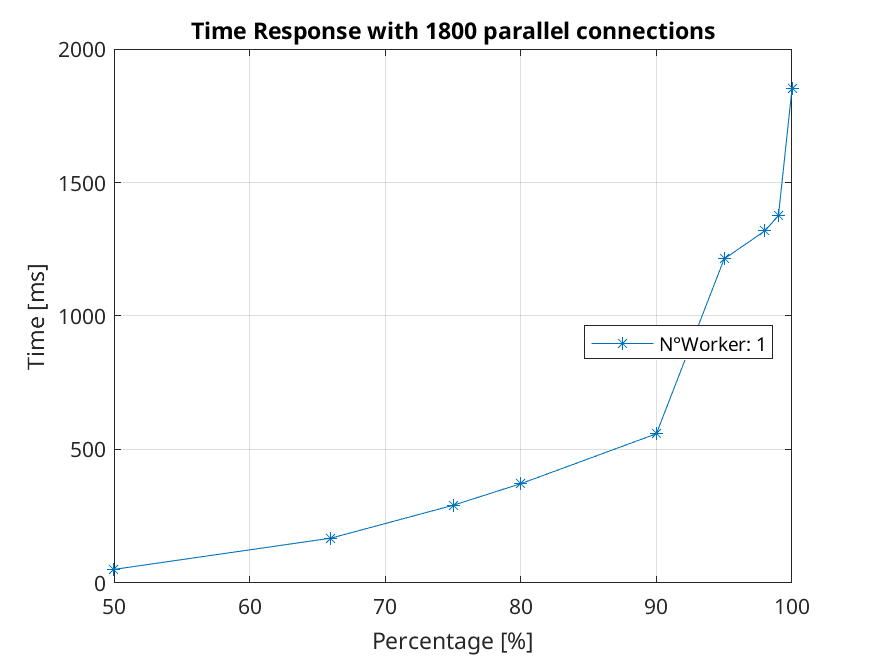 Time Response with 1800 parallel connections
2000
1500
1000
500
0
Time [ms]
N°Worker: 1
50 60 70 80 90 100
Percentage [%]